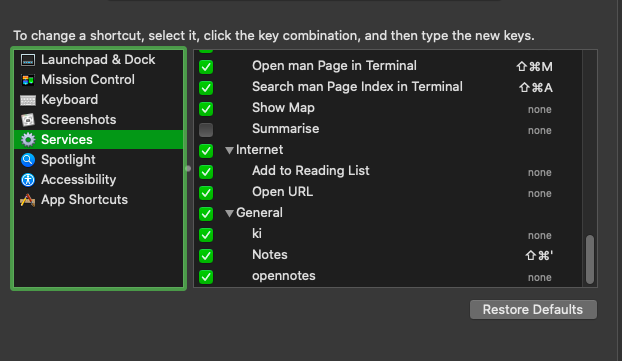 To change a shortcut, select it, click the key combination, and then type the new keys.
Launchpad & Dock
Mission Control
Keyboard
Screenshots
Services
Spotlight
Accessibility
App Shortcuts
Open man Page in Terminal ⇧⌘M
Search man Page Index in Terminal ⇧⌘A
Show Map none
Summarise
Internet
Add to Reading List none
Open URL none
General
ki none
Notes ⇧⌘'
opennotes none
Restore Defaults